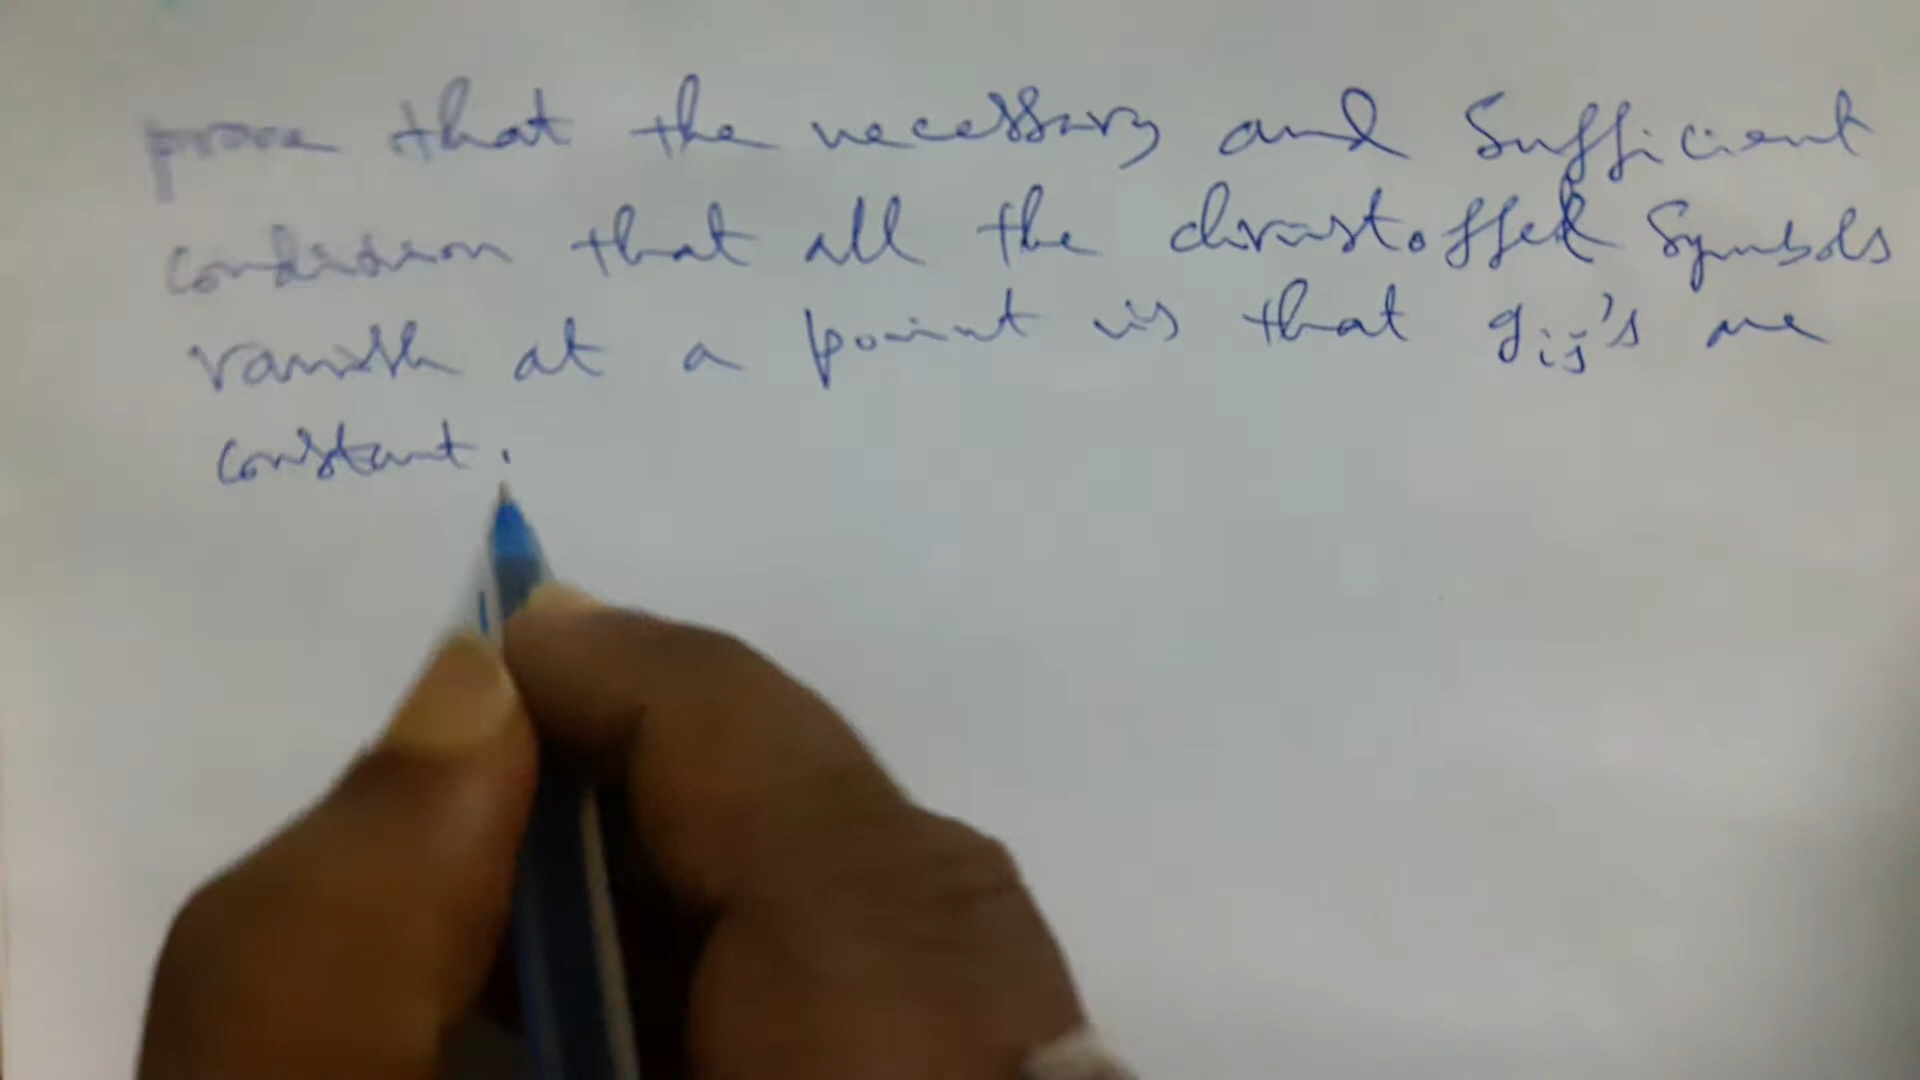 prove that the necessary and Sufficient
condition that all the christoffel Symbols
vanish at a point is that gij's are
constant.